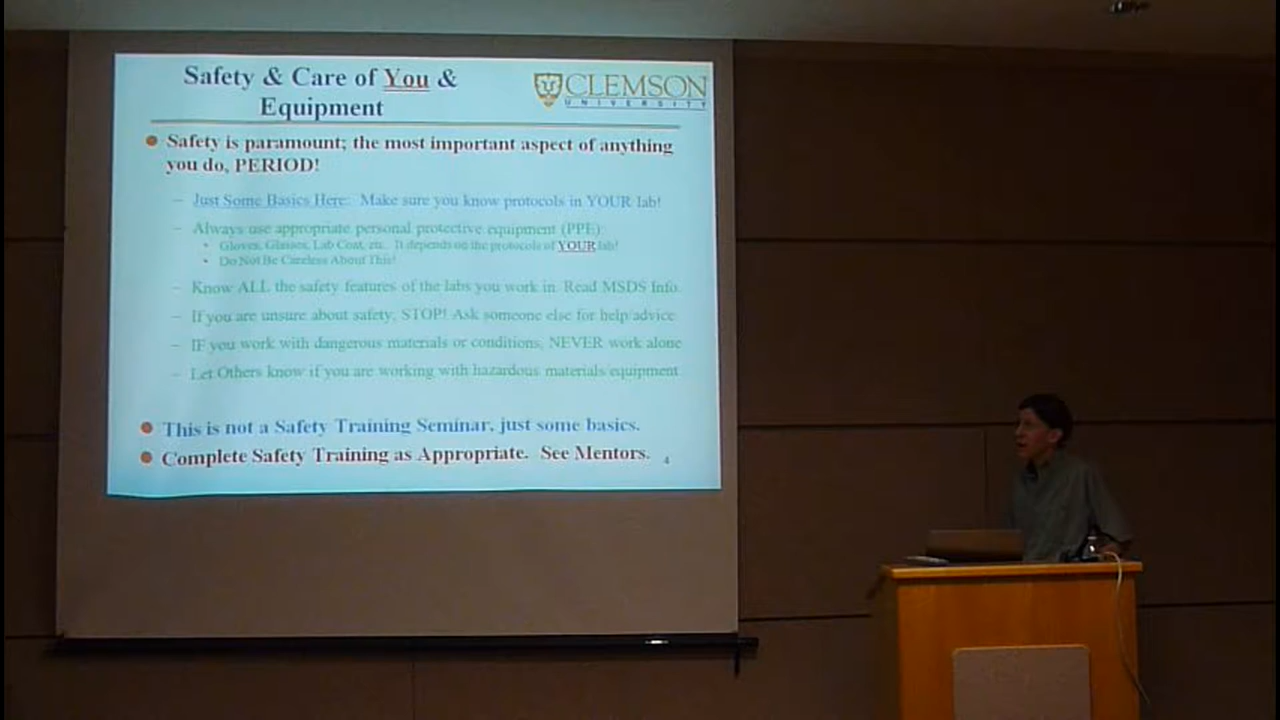 Safety & Care of You &
Equipment
CLEMSON
UNIVERSITY
Safety is paramount; the most important aspect of anything
you do, PERIOD!
– Just Some Basics Here: Make sure you know protocols in YOUR lab!
– Always use appropriate personal protective equipment (PPE):
• Gloves, Glasses, Lab Coat, etc. It depends on the protocols of YOUR lab!
• Do Not Be Careless About This!
– Know ALL the safety features of the labs you work in. Read MSDS Info.
– If you are unsure about safety, STOP! Ask someone else for help/advice
– IF you work with dangerous materials or conditions, NEVER work alone
– Let Others know if you are working with hazardous materials/equipment
This is not a Safety Training Seminar, just some basics.
Complete Safety Training as Appropriate. See Mentors.
4